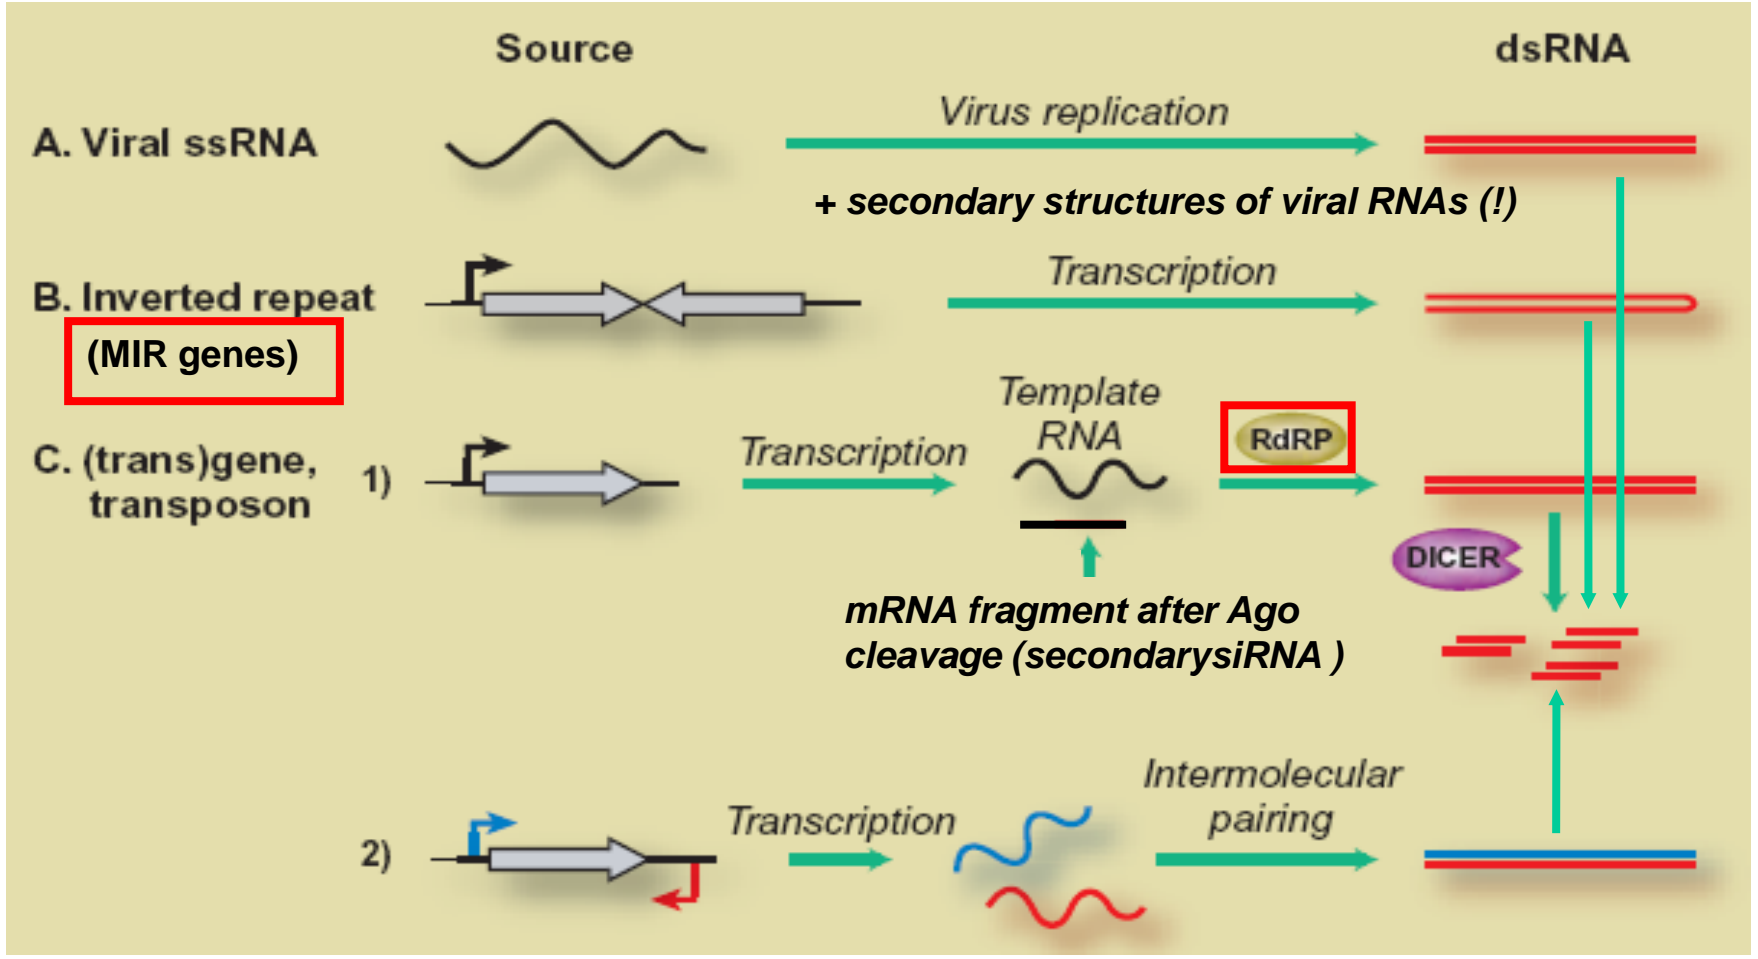 Source
dsRNA
A. Viral ssRNA
Virus replication
+ secondary structures of viral RNAs (!)
B. Inverted repeat
(MIR genes)
Transcription
C. (trans)gene,
transposon
1)
Transcription
Template
RNA
RdRP
DICER
mRNA fragment after Ago
cleavage (secondarysiRNA )
2)
Transcription
Intermolecular
pairing